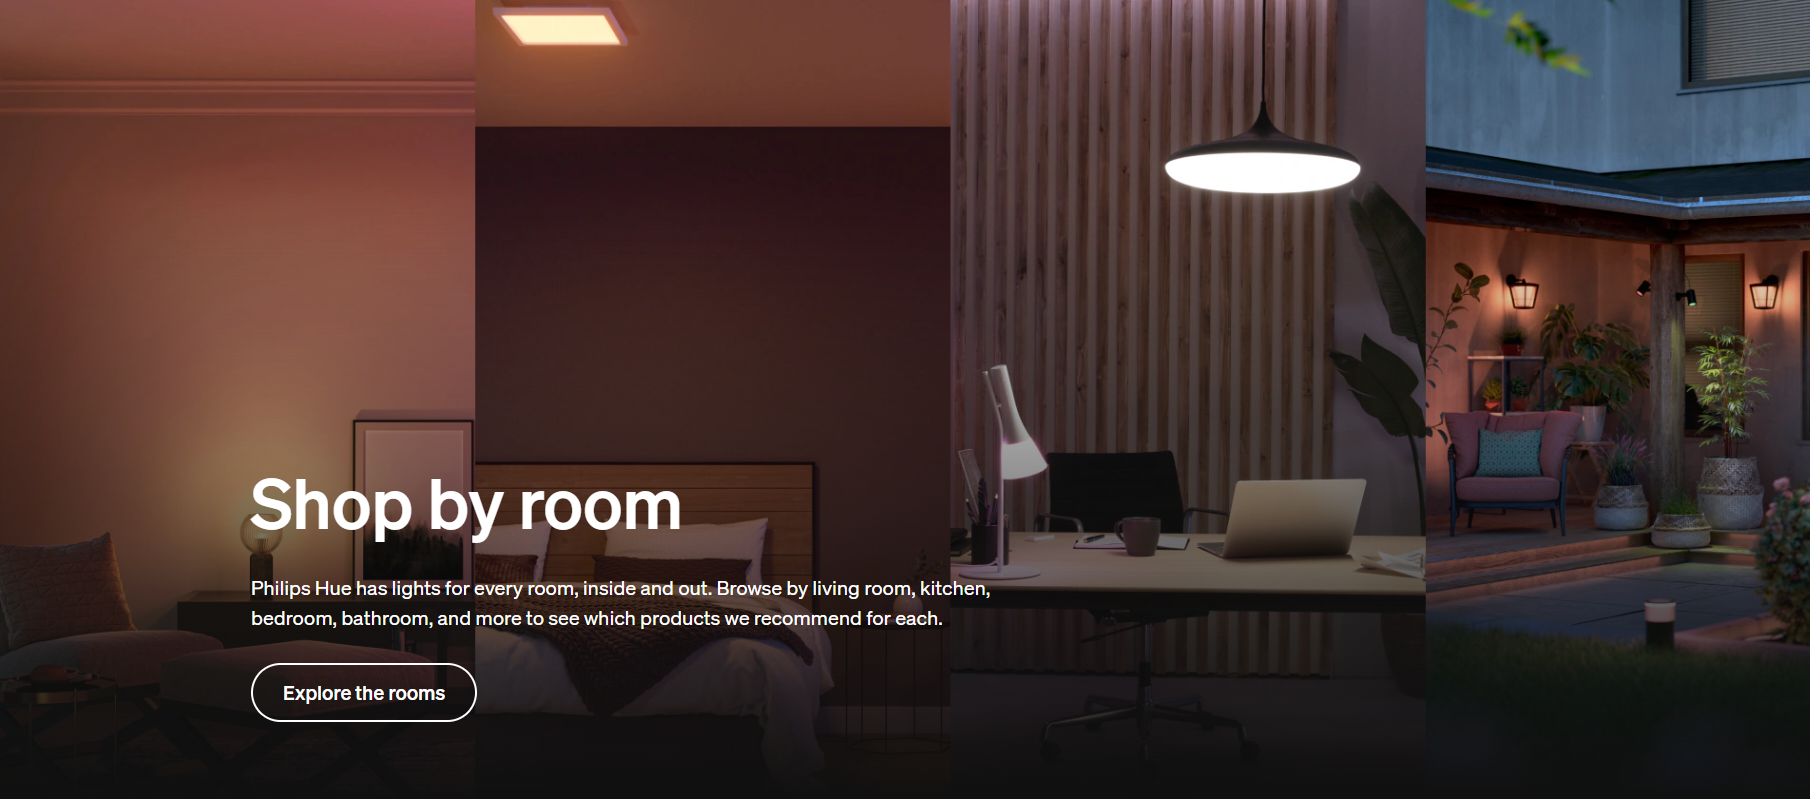 Shop by room
Philips Hue has lights for every room, inside and out. Browse by living room, kitchen,
bedroom, bathroom, and more to see which products we recommend for each.
Explore the rooms